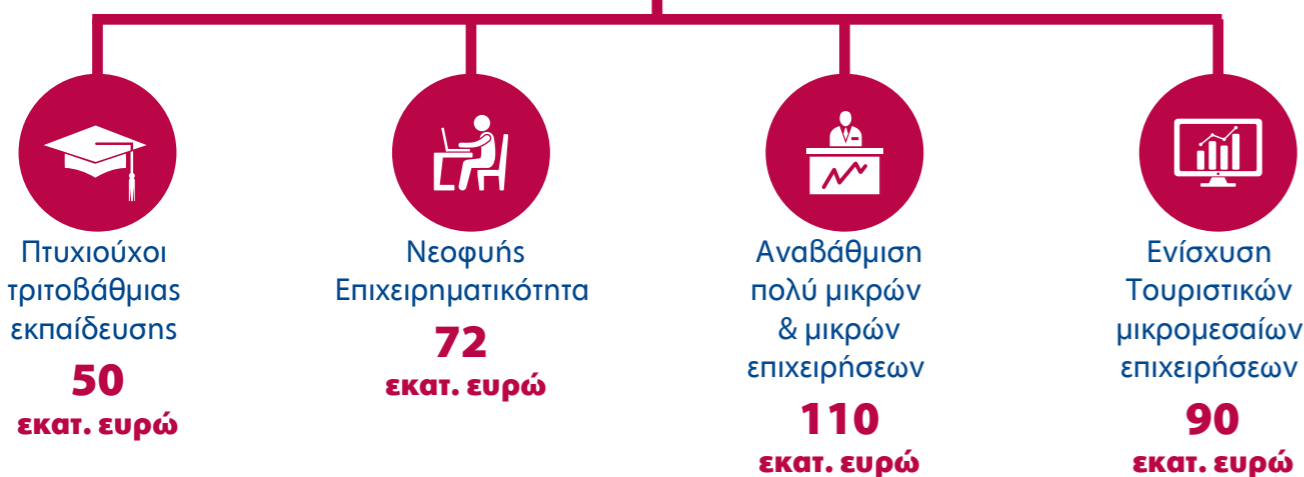 Πτυχιούχοι
τριτοβάθμιας
εκπαίδευσης
50
εκατ. ευρώ
Νεοφυής
Επιχειρηματικότητα
72
εκατ. ευρώ
Αναβάθμιση
πολύ μικρών
& μικρών
επιχειρήσεων
110
εκατ. ευρώ
Ενίσχυση
Τουριστικών
μικρομεσαίων
επιχειρήσεων
90
εκατ. ευρώ